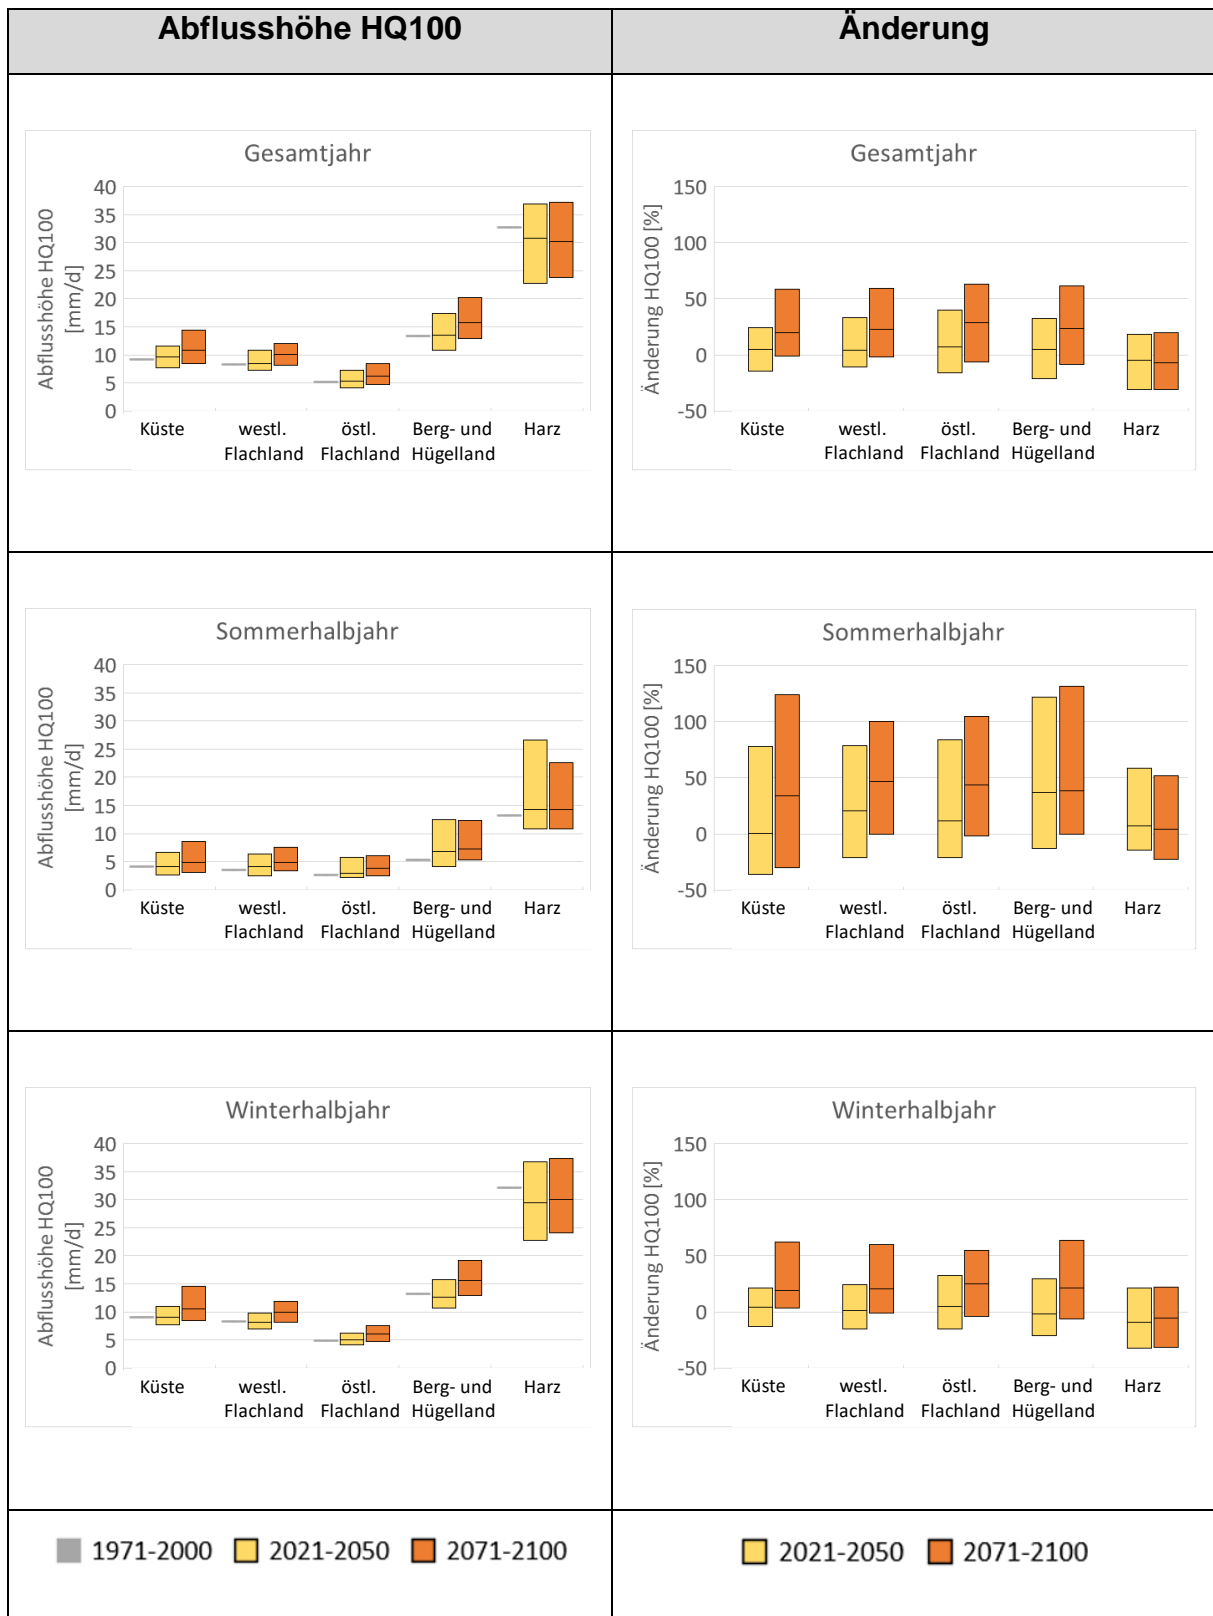 Abflusshöhe HQ100
Änderung
Gesamtjahr
Abflusshöhe HQ100
[mm/d]
40
35
30
25
20
15
10
5
0
Küste
westl.
Flachland
östl.
Flachland
Berg- und
Hügelland
Harz
Gesamtjahr
Änderung HQ100 [%]
150
100
50
0
-50
Küste
westl.
Flachland
östl.
Flachland
Berg- und
Hügelland
Harz
Sommerhalbjahr
Abflusshöhe HQ100
[mm/d]
40
35
30
25
20
15
10
5
0
Küste
westl.
Flachland
östl.
Flachland
Berg- und
Hügelland
Harz
Sommerhalbjahr
Änderung HQ100 [%]
150
100
50
0
-50
Küste
westl.
Flachland
östl.
Flachland
Berg- und
Hügelland
Harz
Winterhalbjahr
Abflusshöhe HQ100
[mm/d]
40
35
30
25
20
15
10
5
0
Küste
westl.
Flachland
östl.
Flachland
Berg- und
Hügelland
Harz
Winterhalbjahr
Änderung HQ100 [%]
150
100
50
0
-50
Küste
westl.
Flachland
östl.
Flachland
Berg- und
Hügelland
Harz
1971-2000 2021-2050 2071-2100
2021-2050 2071-2100